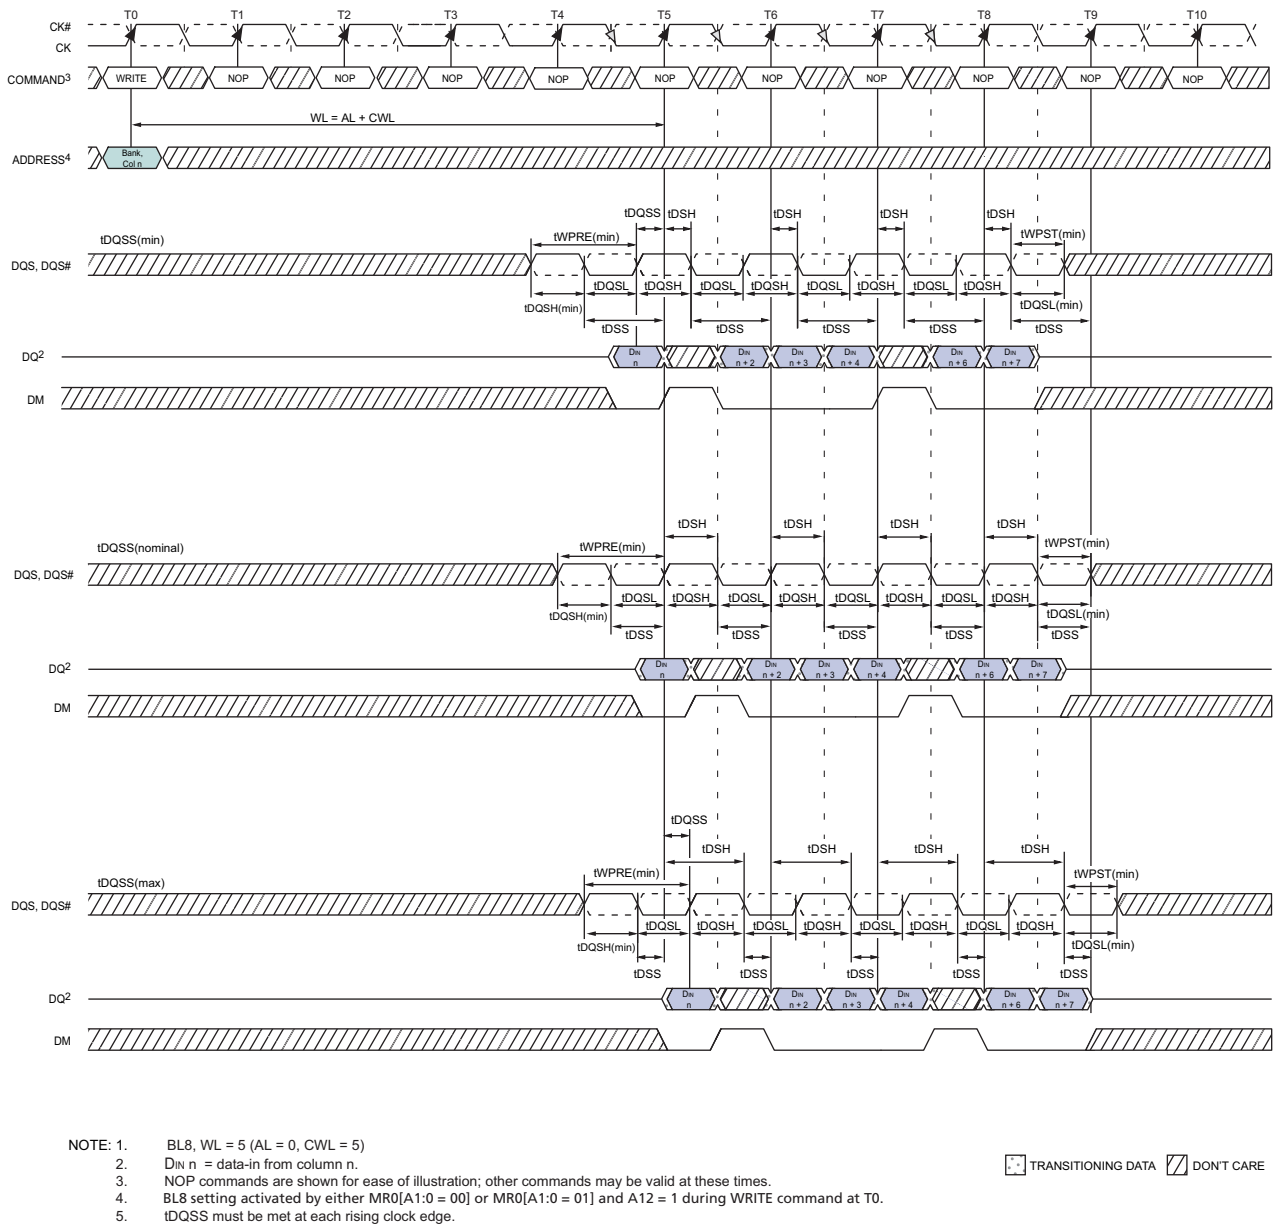 T0 T1 T2 T3 T4 T5 T6 T7 T8 T9 T10
CK#
CK
COMMAND3 WRITE NOP NOP NOP NOP NOP NOP NOP NOP NOP NOP
WL = AL + CWL
ADDRESS4 Bank, Col n
tDQSS tDSH tDSH tDSH tDSH
tDQSS(min) tWPRE(min) tWPST(min)
DQS, DQS#
tDQSH(min) tDQSL tDQSH tDQSL tDQSH tDQSL tDQSH tDQSL tDQSH tDQSL(min)
tDSS tDSS tDSS tDSS tDSS
DQ2 DIN n DIN n + 2 DIN n + 3 DIN n + 4 DIN n + 6 DIN n + 7
DM
tDSH tDSH tDSH tDSH
tDQSS(nominal) tWPRE(min) tWPST(min)
DQS, DQS#
tDQSH(min) tDQSL tDQSH tDQSL tDQSH tDQSL tDQSH tDQSL tDQSH tDQSL(min)
tDSS tDSS tDSS tDSS tDSS
DQ2 DIN n DIN n + 2 DIN n + 3 DIN n + 4 DIN n + 6 DIN n + 7
DM
tDQSS
tDSH tDSH tDSH tDSH
tDQSS(max) tWPRE(min) tWPST(min)
DQS, DQS#
tDQSH(min) tDQSL tDQSH tDQSL tDQSH tDQSL tDQSH tDQSL tDQSH tDQSL(min)
tDSS tDSS tDSS tDSS tDSS
DQ2 DIN n DIN n + 2 DIN n + 3 DIN n + 4 DIN n + 6 DIN n + 7
DM
NOTE: 1. BL8, WL = 5 (AL = 0, CWL = 5)
2. DIN n = data-in from column n.
3. NOP commands are shown for ease of illustration; other commands may be valid at these times.
4. BL8 setting activated by either MR0[A1:0 = 00] or MR0[A1:0 = 01] and A12 = 1 during WRITE command at T0.
5. tDQSS must be met at each rising clock edge.
TRANSITIONING DATA DON'T CARE